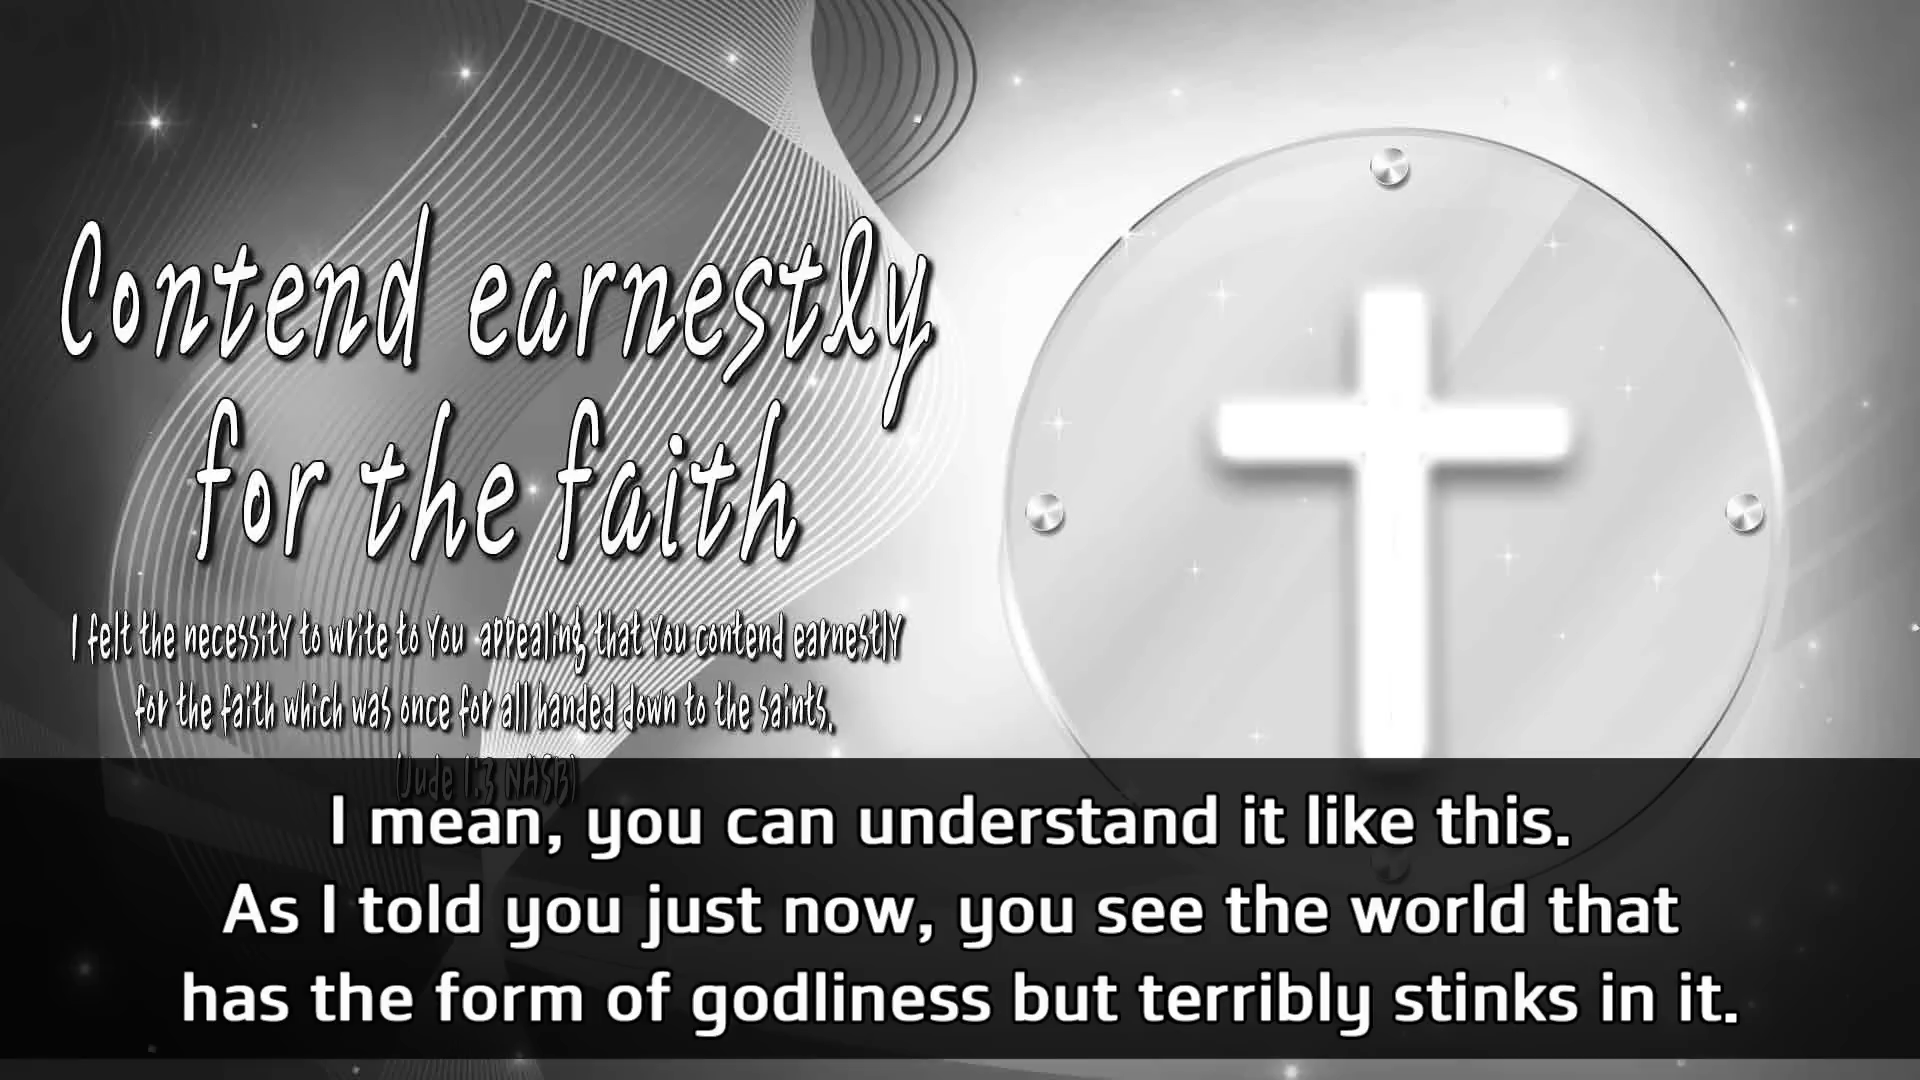 Contend earnestly
for the faith
I felt the necessity to write to you appealing that you contend earnestly
for the faith which was once for all handed down to the saints.
(Jude 1:3 NASB)
I mean, you can understand it like this.
As I told you just now, you see the world that
has the form of godliness but terribly stinks in it.